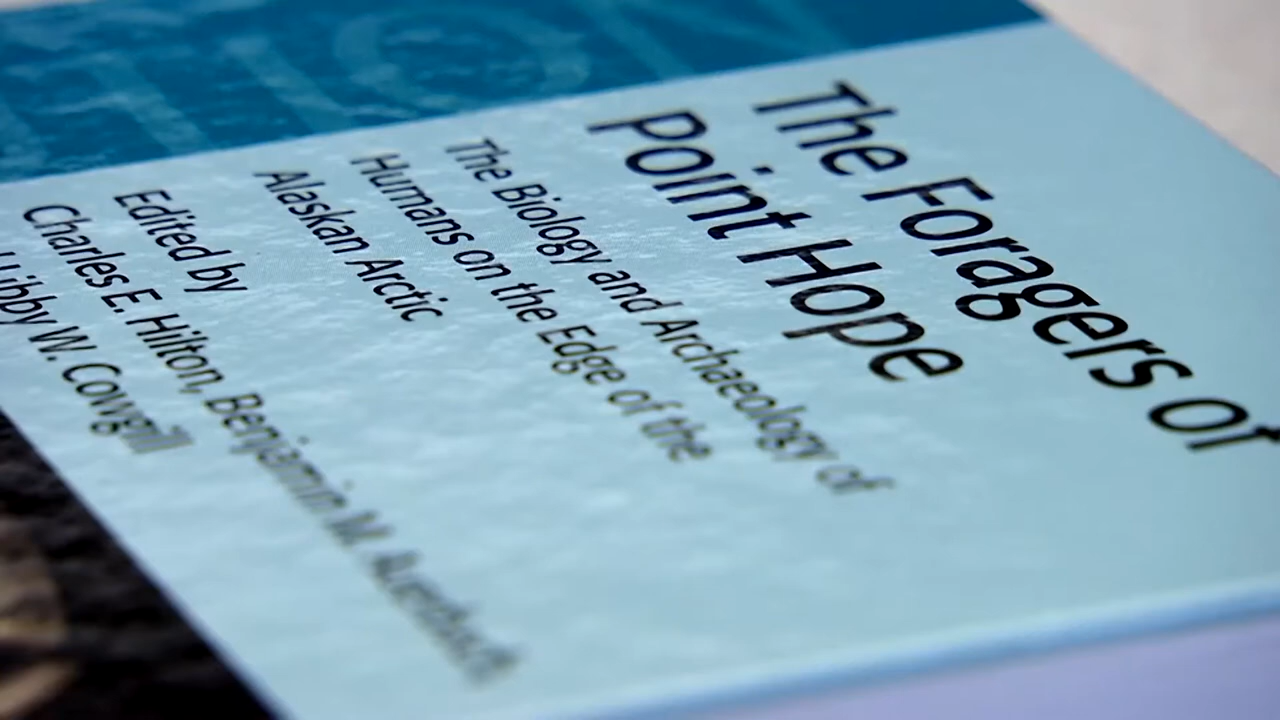 TION
The Foragers of
Point Hope
The Biology and Archaeology of
Humans on the Edge of the
Alaskan Arctic
Edited by
Charles E. Hilton, Benjamin M. Auerbach
Libby W. Cowgill